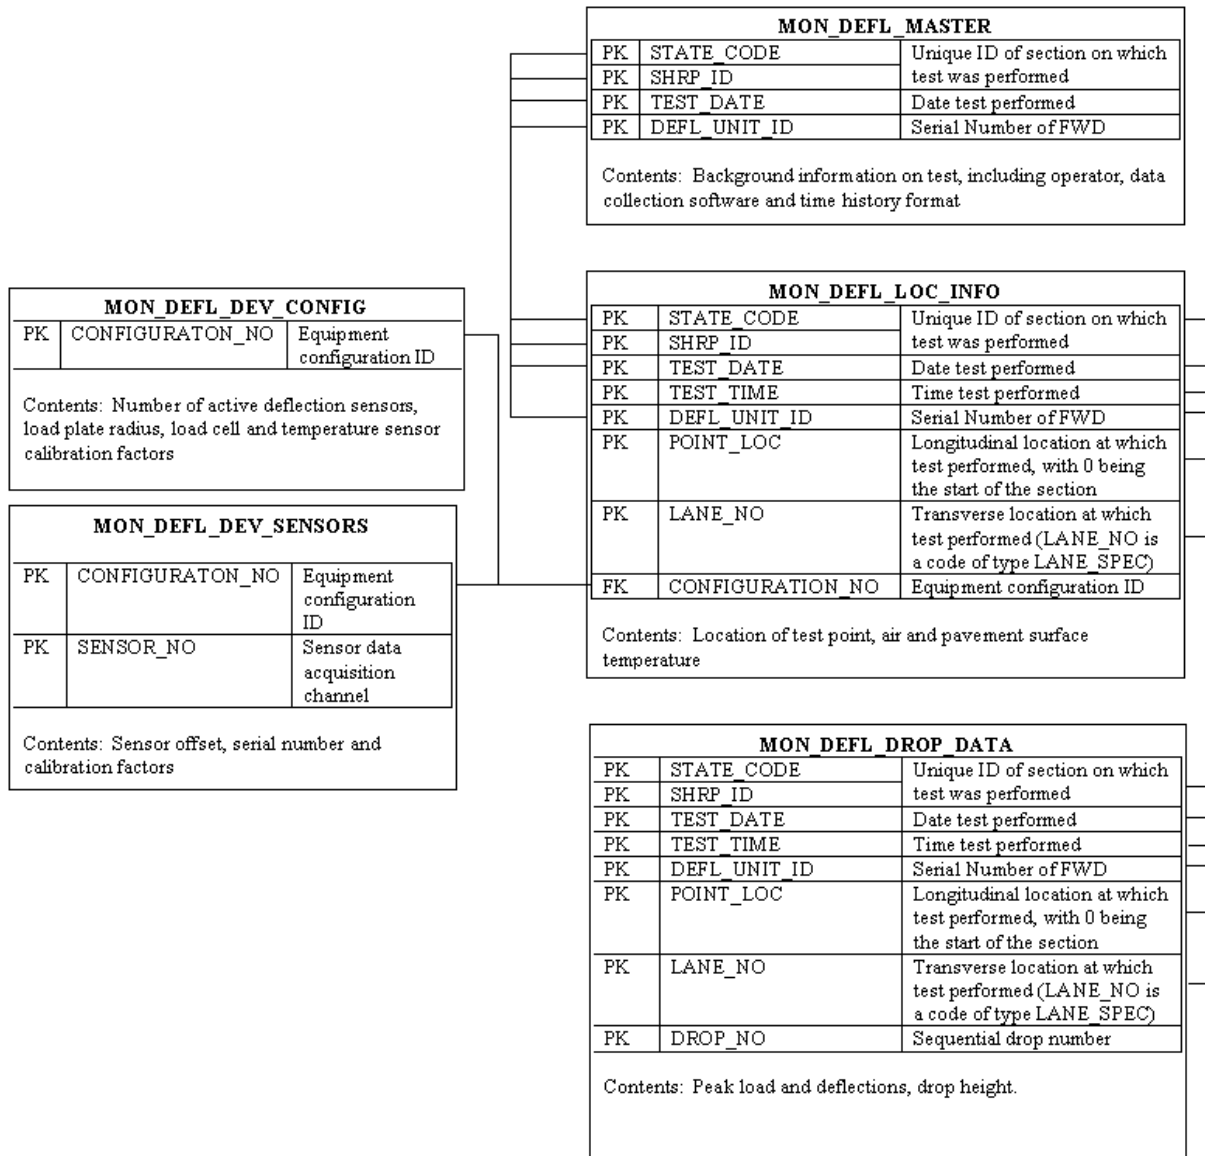 MON_DEFL_MASTER
PK STATE_CODE Unique ID of section on which
PK SHRP_ID test was performed
PK TEST_DATE Date test performed
PK DEFL_UNIT_ID Serial Number of FWD
Contents: Background information on test, including operator, data
collection software and time history format
MON_DEFL_DEV_CONFIG
PK CONFIGURATON_NO Equipment
configuration ID
Contents: Number of active deflection sensors,
load plate radius, load cell and temperature sensor
calibration factors
MON_DEFL_DEV_SENSORS
PK CONFIGURATON_NO Equipment
configuration
ID
PK SENSOR_NO Sensor data
acquisition
channel
Contents: Sensor offset, serial number and
calibration factors
MON_DEFL_LOC_INFO
PK STATE_CODE Unique ID of section on which
PK SHRP_ID test was performed
PK TEST_DATE Date test performed
PK TEST_TIME Time test performed
PK DEFL_UNIT_ID Serial Number of FWD
PK POINT_LOC Longitudinal location at which
test performed, with 0 being
the start of the section
PK LANE_NO Transverse location at which
test performed (LANE_NO is
a code of type LANE_SPEC)
FK CONFIGURATION_NO Equipment configuration ID
Contents: Location of test point, air and pavement surface
temperature
MON_DEFL_DROP_DATA
PK STATE_CODE Unique ID of section on which
PK SHRP_ID test was performed
PK TEST_DATE Date test performed
PK TEST_TIME Time test performed
PK DEFL_UNIT_ID Serial Number of FWD
PK POINT_LOC Longitudinal location at which
test performed, with 0 being
the start of the section
PK LANE_NO Transverse location at which
test performed (LANE_NO is
a code of type LANE_SPEC)
PK DROP_NO Sequential drop number
Contents: Peak load and deflections, drop height.